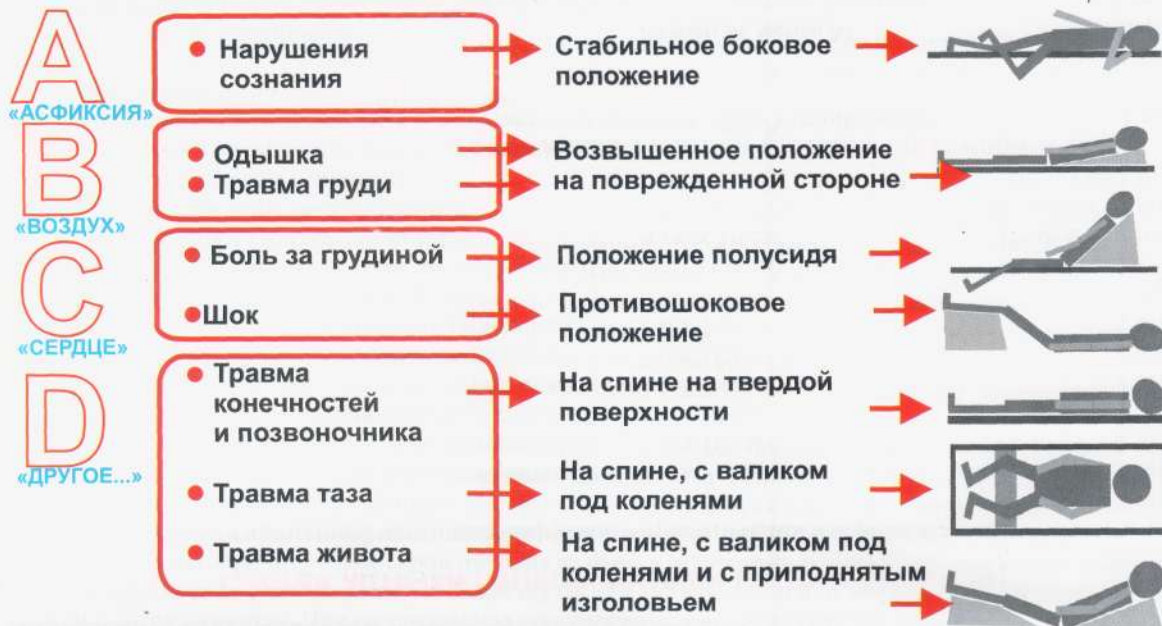 A
«АСФИКСИЯ»
Нарушения
сознания
Стабильное боковое
положение
B
«ВОЗДУХ»
Одышка
Травма груди
Возвышенное положение
на поврежденной стороне
C
«СЕРДЦЕ»
Боль за грудиной
Положение полусидя
Шок
Противошоковое
положение
D
«ДРУГОЕ...»
Травма
конечностей
и позвоночника
На спине на твердой
поверхности
Травма таза
На спине, с валиком
под коленями
Травма живота
На спине, с валиком под
коленями и с приподнятым
изголовьем